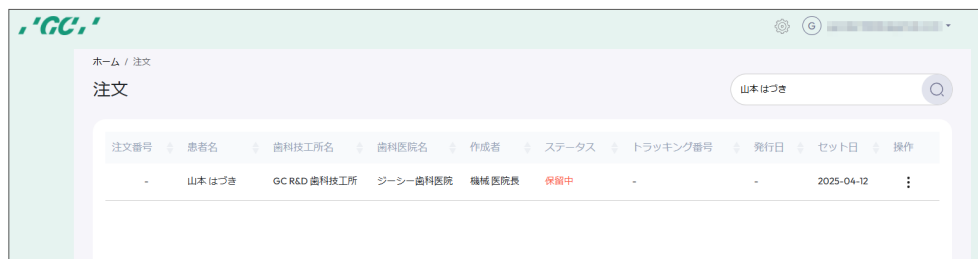 ,'GC,'
G
ホーム / 注文
注文
山本 はづき
注文番号 患者名 歯科技工所名 歯科医院名 作成者 ステータス トラッキング番号 発行日 セット日 操作
- 山本 はづき GC R&D 歯科技工所 ジーシー歯科医院 機械 医院長 保留中 - - 2025-04-12